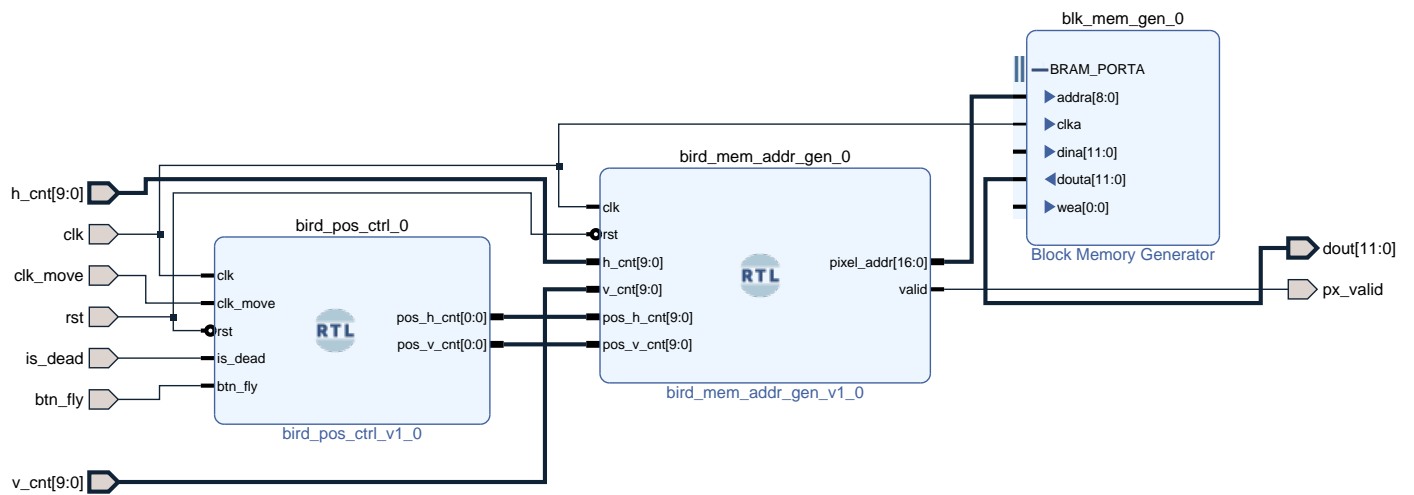 blk_mem_gen_0
BRAM_PORTA
addra[8:0]
clka
dina[11:0]
douta[11:0]
wea[0:0]
Block Memory Generator
bird_mem_addr_gen_0
clk
rst
h_cnt[9:0]
v_cnt[9:0]
pos_h_cnt[9:0]
pos_v_cnt[9:0]
RTL
pixel_addr[16:0]
valid
bird_mem_addr_gen_v1_0
bird_pos_ctrl_0
clk
clk_move
rst
is_dead
btn_fly
RTL
pos_h_cnt[0:0]
pos_v_cnt[0:0]
bird_pos_ctrl_v1_0
h_cnt[9:0]
clk
clk_move
rst
is_dead
btn_fly
v_cnt[9:0]
dout[11:0]
px_valid